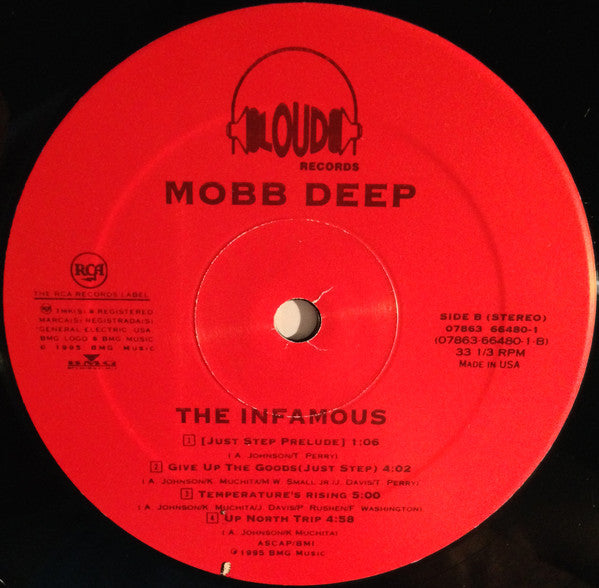 LOUD
RECORDS
MOBB DEEP
RCA
THE RCA RECORDS LABEL
TMK(S) ® REGISTERED
MARCA(S) REGISTRADA(S)
GENERAL ELECTRIC, USA
BMG LOGO ® BMG MUSIC
© 1995 BMG MUSIC
BMG
SIDE B (STEREO)
07863 66480-1
(07863-66480-1-B)
33 1/3 RPM
MADE IN USA
THE INFAMOUS
1 [JUST STEP PRELUDE] 1:06
(A. JOHNSON/T. PERRY)
2 GIVE UP THE GOODS(JUST STEP) 4:02
(A. JOHNSON/K. MUCHITA/M.W. SMALL JR./J. DAVIS/T. PERRY)
3 TEMPERATURE'S RISING 5:00
(A. JOHNSON/K. MUCHITA/J. DAVIS/P. RUSHEN/F. WASHINGTON)
4 UP NORTH TRIP 4:58
(A. JOHNSON/K MUCHITA)
ASCAP/BMI
℗ 1995 BMG MUSIC